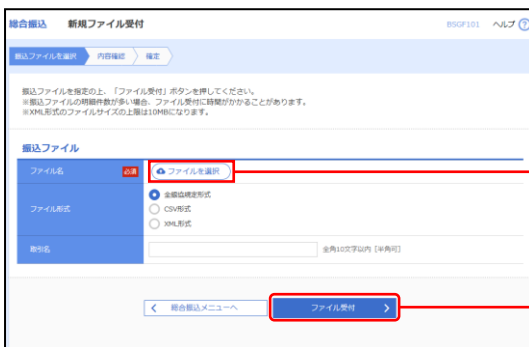 総合振込 新規ファイル受付 BSGF101 ヘルプ ?
振込ファイルを選択 内容確認 確定
振込ファイルを指定の上、「ファイル受付」ボタンを押してください。
※振込ファイルの明細件数が多い場合、ファイル受付に時間がかかることがあります。
※XML形式のファイルサイズの上限は10MBになります。
振込ファイル
ファイル名 必須 ファイルを選択
全銀協規定形式
ファイル形式 CSV形式
XML形式
取引名 全角10文字以内［半角可］
総合振込メニューへ ファイル受付